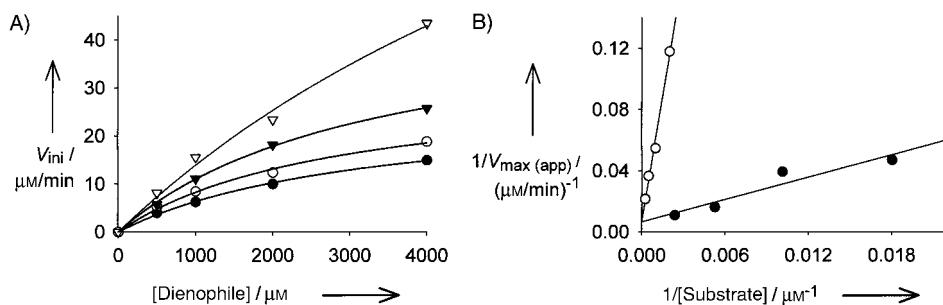 A)
40
30
20
10
0
Vini /
μM/min
0 1000 2000 3000 4000
[Dienophile] / μM
B)
0.12
0.08
0.04
0.00
1/Vmax (app) /
(μM/min)-1
0.000 0.006 0.012 0.018
1/[Substrate] / μM-1